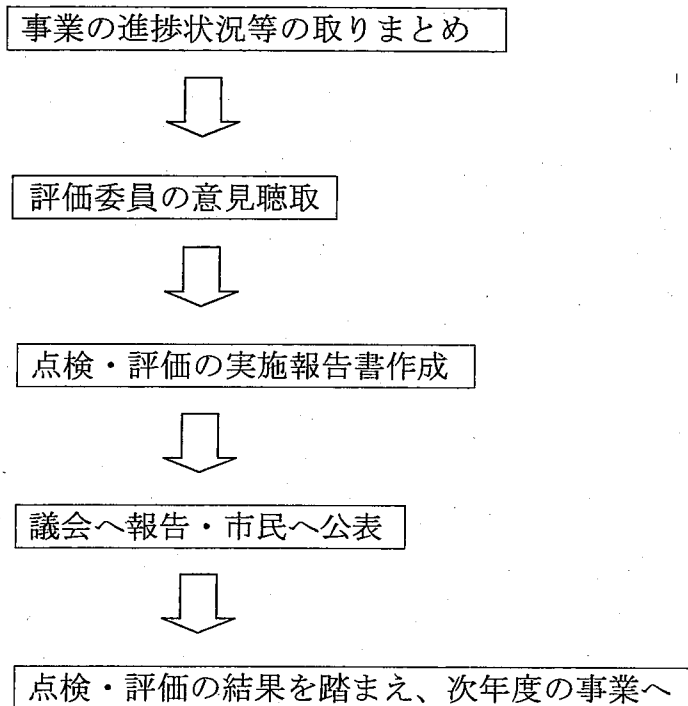 事業の進捗状況等の取りまとめ
評価委員の意見聴取
点検・評価の実施報告書作成
議会へ報告・市民へ公表
点検・評価の結果を踏まえ、次年度の事業へ